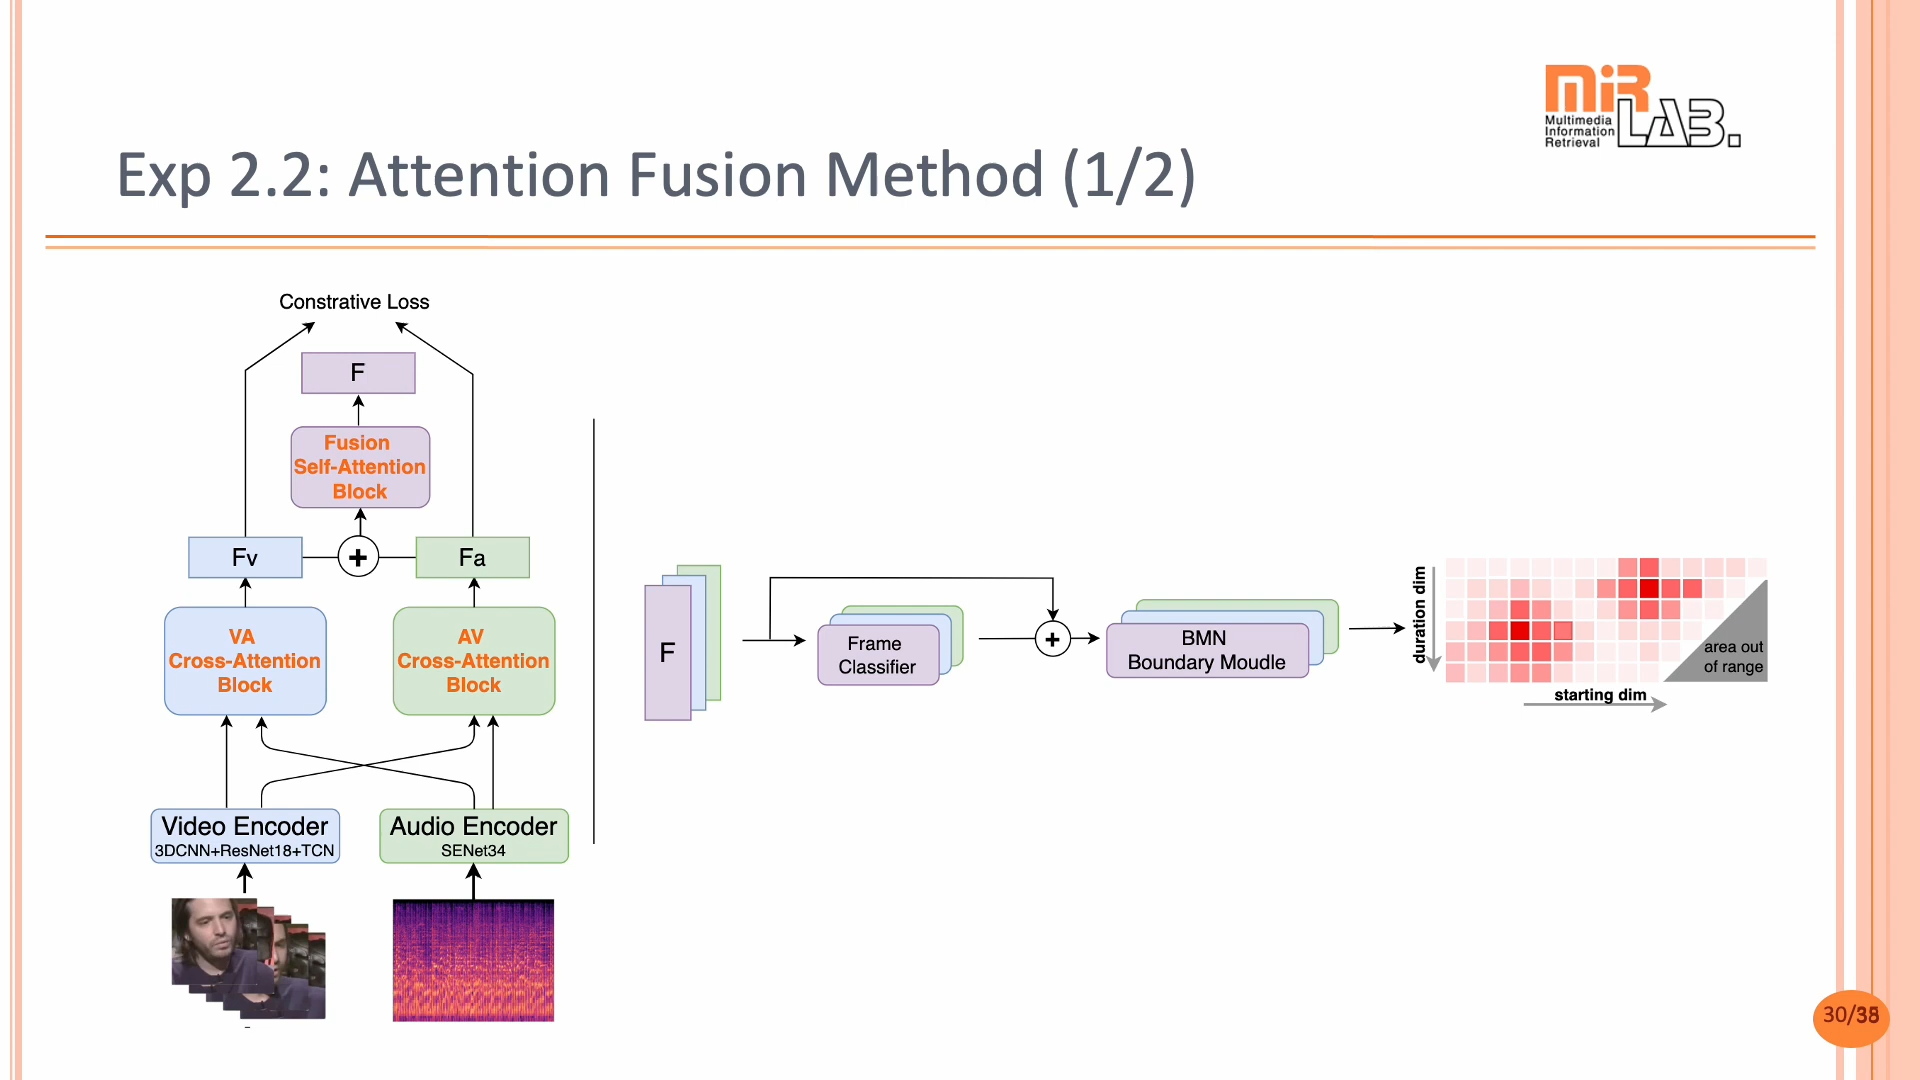 MiR
Multimedia
Information
Retrieval
LAB.
Exp 2.2: Attention Fusion Method (1/2)
Constrative Loss
F
Fusion
Self-Attention
Block
Fv
+
Fa
VA
Cross-Attention
Block
AV
Cross-Attention
Block
Video Encoder
3DCNN+ResNet18+TCN
Audio Encoder
SENet34
F
Frame
Classifier
+
BMN
Boundary Moudle
duration dim
area out
of range
starting dim